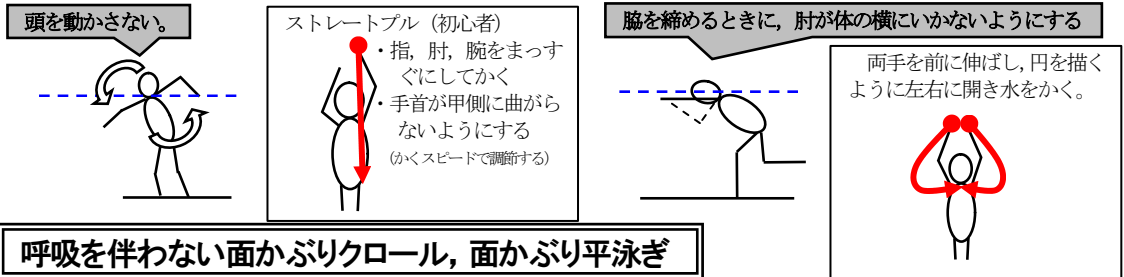 頭を動かさない。
ストレートプル（初心者）
・指，肘，腕をまっす
ぐにしてかく
・手首が甲側に曲がら
ないようにする
（かくスピードで調節する）
脇を締めるときに，肘が体の横にいかないようにする
両手を前に伸ばし，円を描く
ように左右に開き水をかく。
呼吸を伴わない面かぶりクロール，面かぶり平泳ぎ